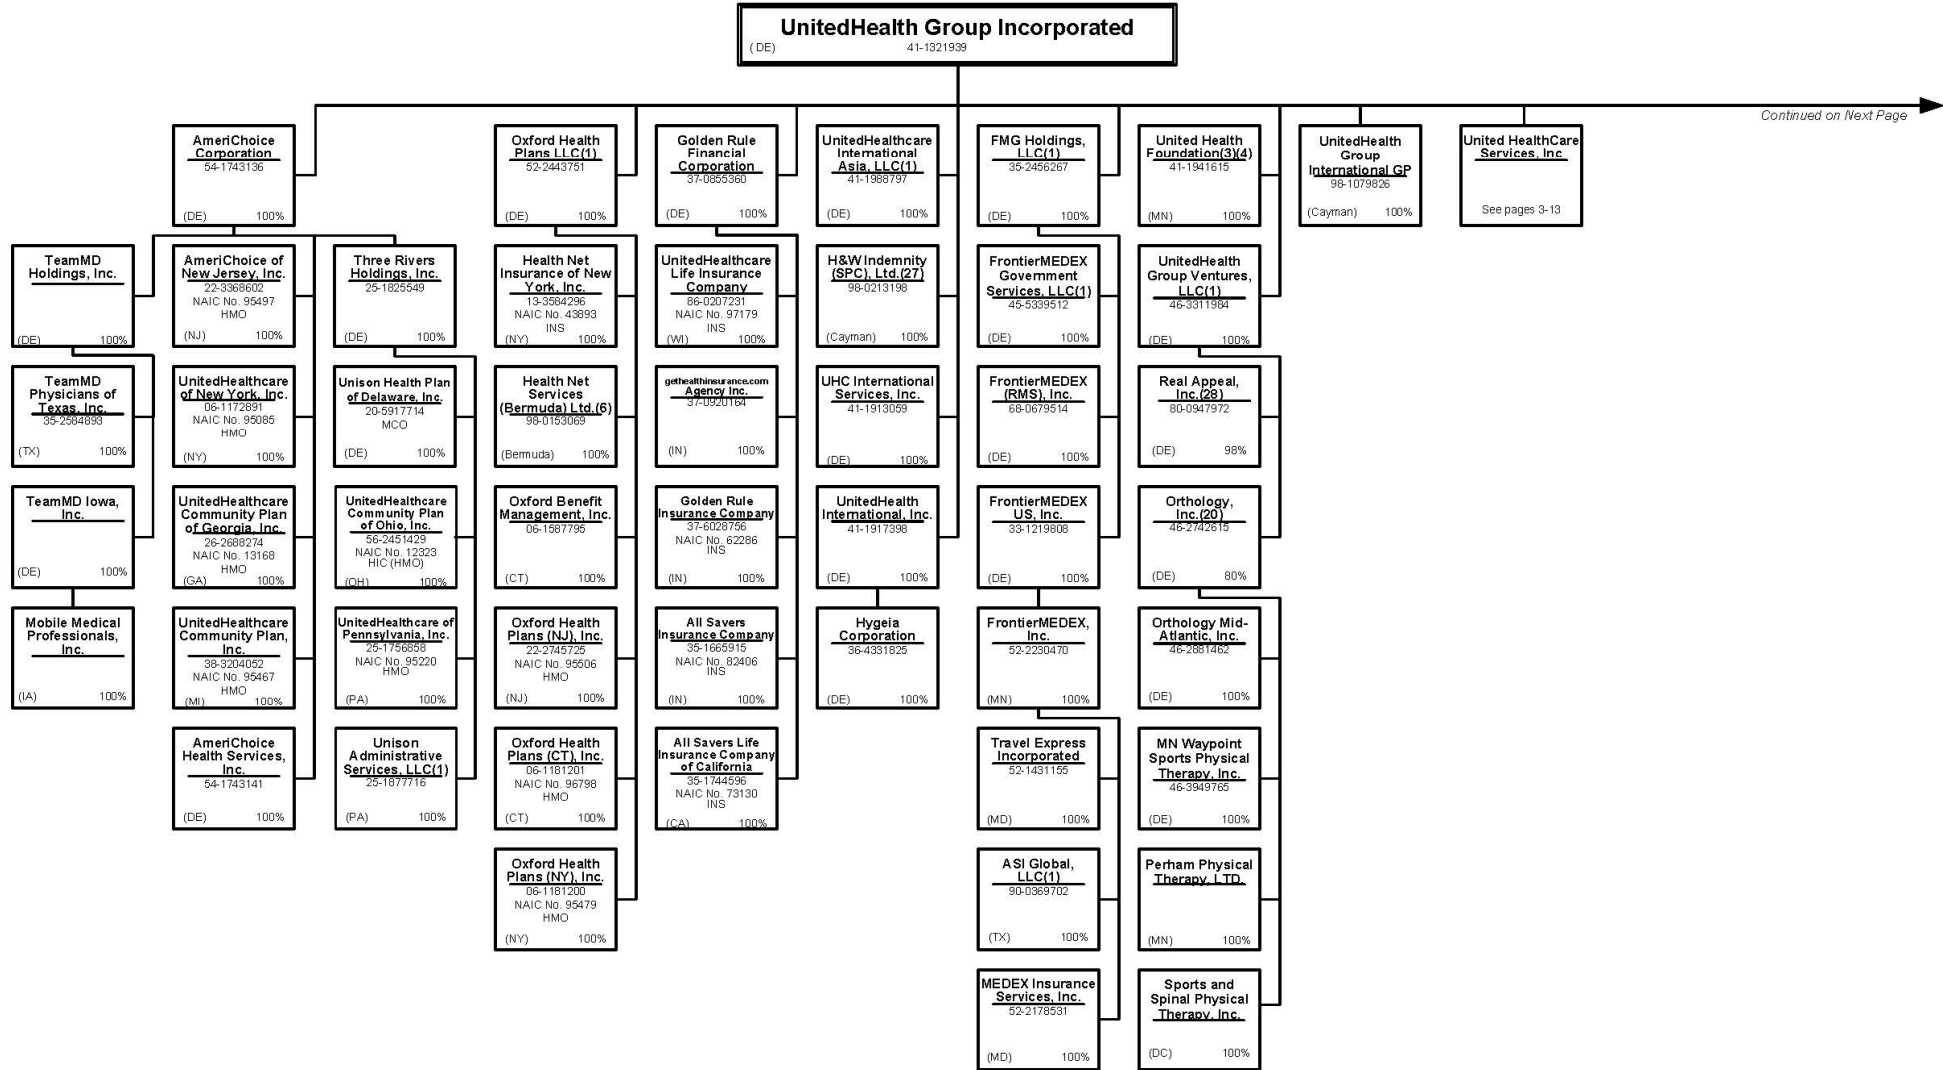 UnitedHealth Group Incorporated
( DE)
41-1321939
Continued on Next Page
AmeriChoice
Corporation
54-1743136
(DE)
100%
Oxford Health
Plans LLC(1)
52-2443751
(DE)
100%
Golden Rule
Financial
Corporation
37-0855360
(DE)
100%
UnitedHealthcare
International
Asia, LLC(1)
41-1988797
(DE)
100%
FMG Holdings,
LLC(1)
35-2456267
(DE)
100%
United Health
Foundation(3)(4)
41-1941615
(MN)
100%
UnitedHealth
Group
International GP
98-1079826
(Cayman)
100%
United HealthCare
Services, Inc
See pages 3-13
TeamMD
Holdings, Inc.
(DE)
100%
AmeriChoice of
New Jersey, Inc.
22-3368602
NAIC No. 95497
HMO
(NJ)
100%
Three Rivers
Holdings, Inc.
25-1825549
(DE)
100%
Health Net
Insurance of New
York, Inc.
13-3584296
NAIC No. 43893
INS
(NY)
100%
UnitedHealthcare
Life Insurance
Company
86-0207231
NAIC No. 97179
INS
(WI)
100%
H&W Indemnity
(SPC), Ltd.(27)
98-0213198
(Cayman)
100%
FrontierMEDEX
Government
Services, LLC(1)
45-5339512
(DE)
100%
UnitedHealth
Group Ventures,
LLC(1)
46-3311984
(DE)
100%
TeamMD
Physicians of
Texas, Inc.
35-2584893
(TX)
100%
UnitedHealthcare
of New York, Inc.
06-1172891
NAIC No. 95085
HMO
(NY)
100%
Unison Health Plan
of Delaware, Inc.
20-5917714
MCO
(DE)
100%
Health Net
Services
(Bermuda) Ltd.(6)
98-0153069
(Bermuda)
100%
gethealthinsurance.com
Agency Inc.
37-0920164
(IN)
100%
UHC International
Services, Inc.
41-1913059
(DE)
100%
FrontierMEDEX
(RMS), Inc.
68-0679514
(DE)
100%
Real Appeal,
Inc.(28)
80-0947972
(DE)
98%
TeamMD Iowa,
Inc.
(DE)
100%
UnitedHealthcare
Community Plan
of Georgia, Inc.
26-2688274
NAIC No. 13168
HMO
(GA)
100%
UnitedHealthcare
Community Plan
of Ohio, Inc.
56-2451429
NAIC No. 12323
HIC (HMO)
(OH)
100%
Oxford Benefit
Management, Inc.
06-1587795
(CT)
100%
Golden Rule
Insurance Company
37-6028756
NAIC No. 62286
INS
(IN)
100%
UnitedHealth
International, Inc.
41-1917398
(DE)
100%
FrontierMEDEX
US, Inc.
33-1219808
(DE)
100%
Orthology,
Inc.(20)
46-2742615
(DE)
80%
Mobile Medical
Professionals,
Inc.
(IA)
100%
UnitedHealthcare
Community Plan,
Inc.
38-3204052
NAIC No. 95467
HMO
(MI)
100%
UnitedHealthcare of
Pennsylvania, Inc.
25-1756858
NAIC No. 95220
HMO
(PA)
100%
Oxford Health
Plans (NJ), Inc.
22-2745725
NAIC No. 95506
HMO
(NJ)
100%
All Savers
Insurance Company
35-1665915
NAIC No. 82406
INS
(IN)
100%
Hygeia
Corporation
36-4331825
(DE)
100%
FrontierMEDEX,
Inc.
52-2230470
(MN)
100%
Orthology Mid-
Atlantic, Inc.
46-2881462
(DE)
100%
AmeriChoice
Health Services,
Inc.
54-1743141
(DE)
100%
Unison
Administrative
Services, LLC(1)
25-1877716
(PA)
100%
Oxford Health
Plans (CT), Inc.
06-1181201
NAIC No. 96798
HMO
(CT)
100%
All Savers Life
Insurance Company
of California
35-1744596
NAIC No. 73130
INS
(CA)
100%
Travel Express
Incorporated
52-1431155
(MD)
100%
MN Waypoint
Sports Physical
Therapy, Inc.
46-3949765
(DE)
100%
Oxford Health
Plans (NY), Inc.
06-1181200
NAIC No. 95479
HMO
(NY)
100%
ASI Global,
LLC(1)
90-0369702
(TX)
100%
Perham Physical
Therapy, LTD.
(MN)
100%
MEDEX Insurance
Services, Inc.
52-2178531
(MD)
100%
Sports and
Spinal Physical
Therapy, Inc.
(DC)
100%